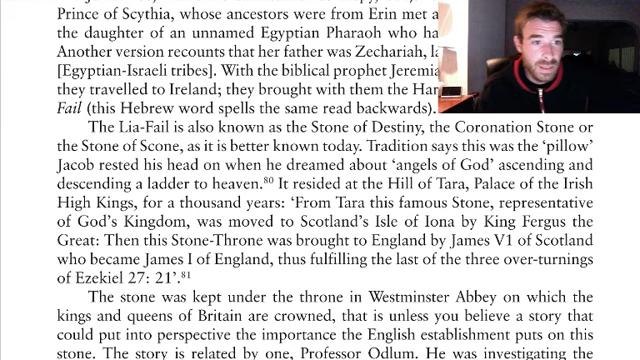 Prince of Scythia, whose ancestors were from Erin met a
the daughter of an unnamed Egyptian Pharaoh who ha
Another version recounts that her father was Zechariah, la
[Egyptian-Israeli tribes]. With the biblical prophet Jeremia
they travelled to Ireland; they brought with them the Har
Fail (this Hebrew word spells the same read backwards).
The Lia-Fail is also known as the Stone of Destiny, the Coronation Stone or
the Stone of Scone, as it is better known today. Tradition says this was the ‘pillow’
Jacob rested his head on when he dreamed about ‘angels of God’ ascending and
descending a ladder to heaven.80 It resided at the Hill of Tara, Palace of the Irish
High Kings, for a thousand years: ‘From Tara this famous Stone, representative
of God’s Kingdom, was moved to Scotland’s Isle of Iona by King Fergus the
Great: Then this Stone-Throne was brought to England by James V1 of Scotland
who became James I of England, thus fulfilling the last of the three over-turnings
of Ezekiel 27: 21’.81
The stone was kept under the throne in Westminster Abbey on which the
kings and queens of Britain are crowned, that is unless you believe a story that
could put into perspective the importance the English establishment puts on this
stone. The story is related by one, Professor Odlum. He was investigating the